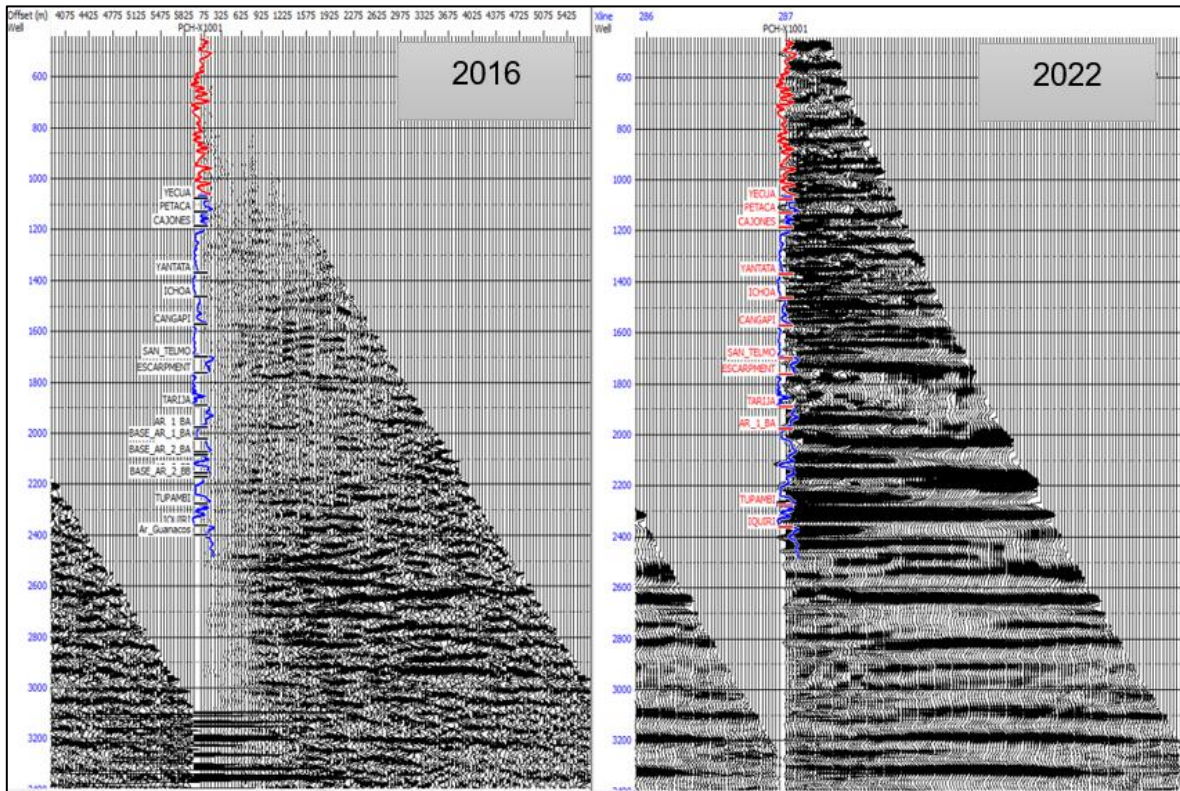 Offset (m) 4075 4425 4775 5125 5475 5825 75 325 625 925 1225 1575 1925 2275 2625 2975 3325 3675 4025 4375 4725 5075 5425
Well PCH-X1001
2016
600
800
1000
YECUA
PETACA
CAJONES
1200
YANTATA
1400
ICHOA
CANGAPI
1600
SAN_TELMO
ESCARPMENT
1800
TARIJA
AR_1_BA
2000
BASE_AR_1_BA
BASE_AR_2_BA
BASE_AR_2_BB
2200
TUPAMBI
IQUIRI
Ar_Guanacos
2400
2600
2800
3000
3200
Xline 286 287
Well PCH-X1001
2022
600
800
1000
YECUA
PETACA
CAJONES
1200
YANTATA
1400
ICHOA
CANGAPI
1600
SAN_TELMO
ESCARPMENT
1800
TARIJA
AR_1_BA
2000
2200
TUPAMBI
IQUIRI
2400
2600
2800
3000
3200